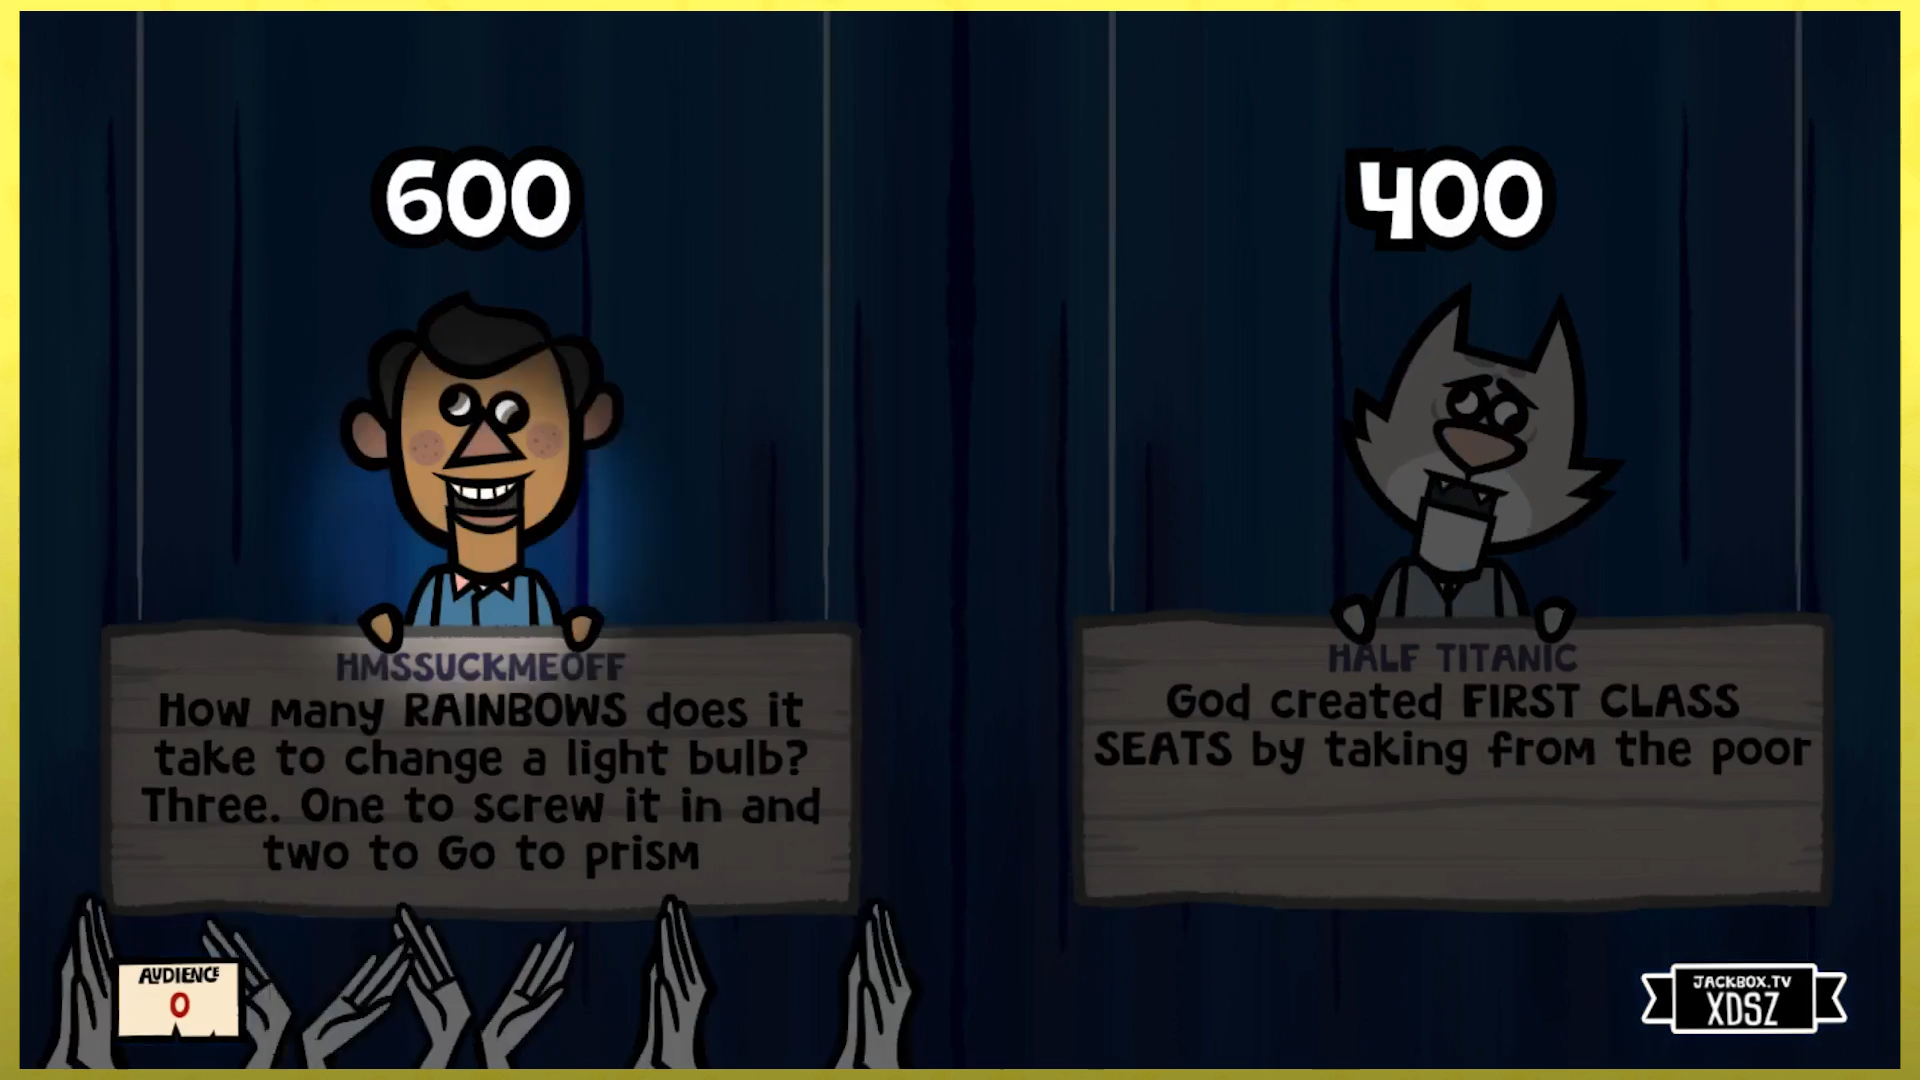 600
HMSSUCKMEOFF
How many RAINBOWS does it
take to change a light bulb?
Three. One to screw it in and
two to Go to prism
400
HALF TITANIC
God created FIRST CLASS
SEATS by taking from the poor
AUDIENCE
0
JACKBOX.TV
XDSZ